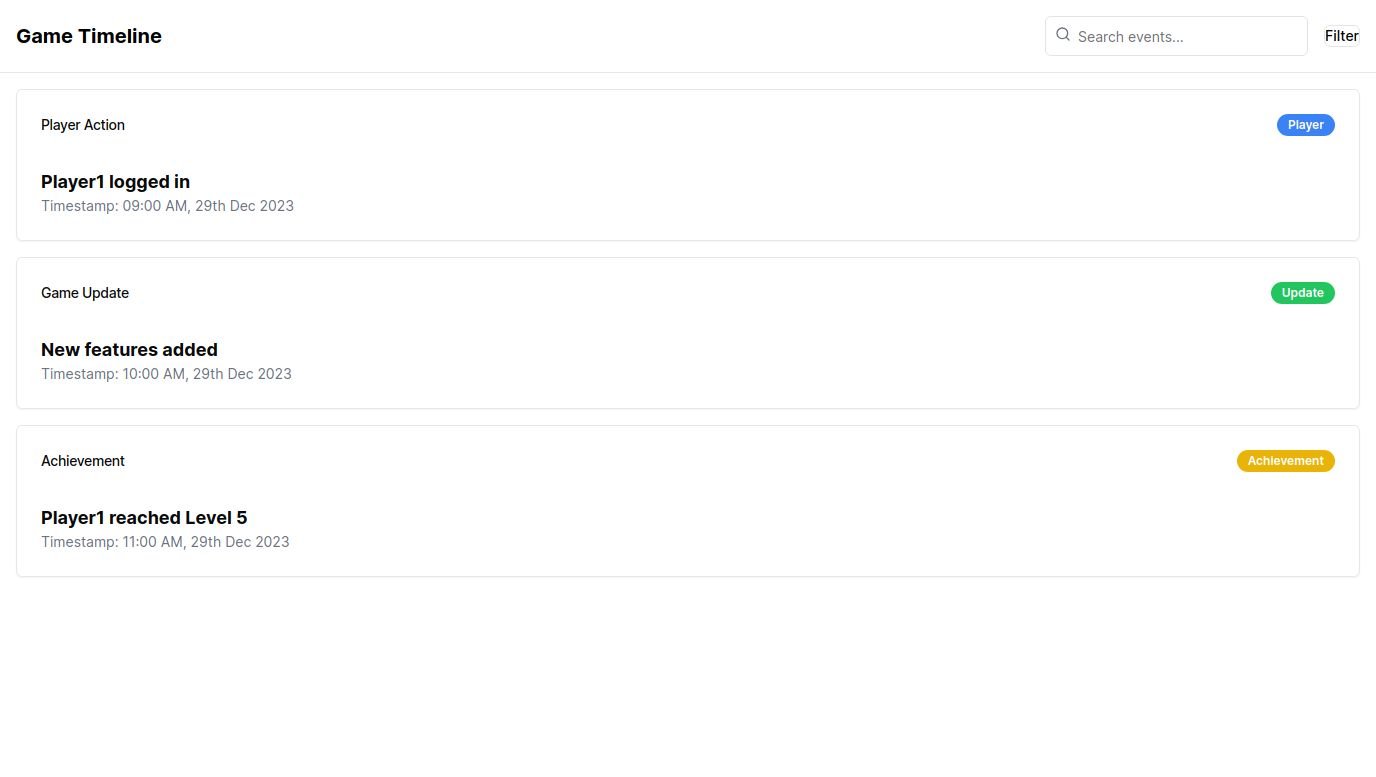 Game Timeline
Search events...
Filter
Player Action
Player
Player1 logged in
Timestamp: 09:00 AM, 29th Dec 2023
Game Update
Update
New features added
Timestamp: 10:00 AM, 29th Dec 2023
Achievement
Achievement
Player1 reached Level 5
Timestamp: 11:00 AM, 29th Dec 2023